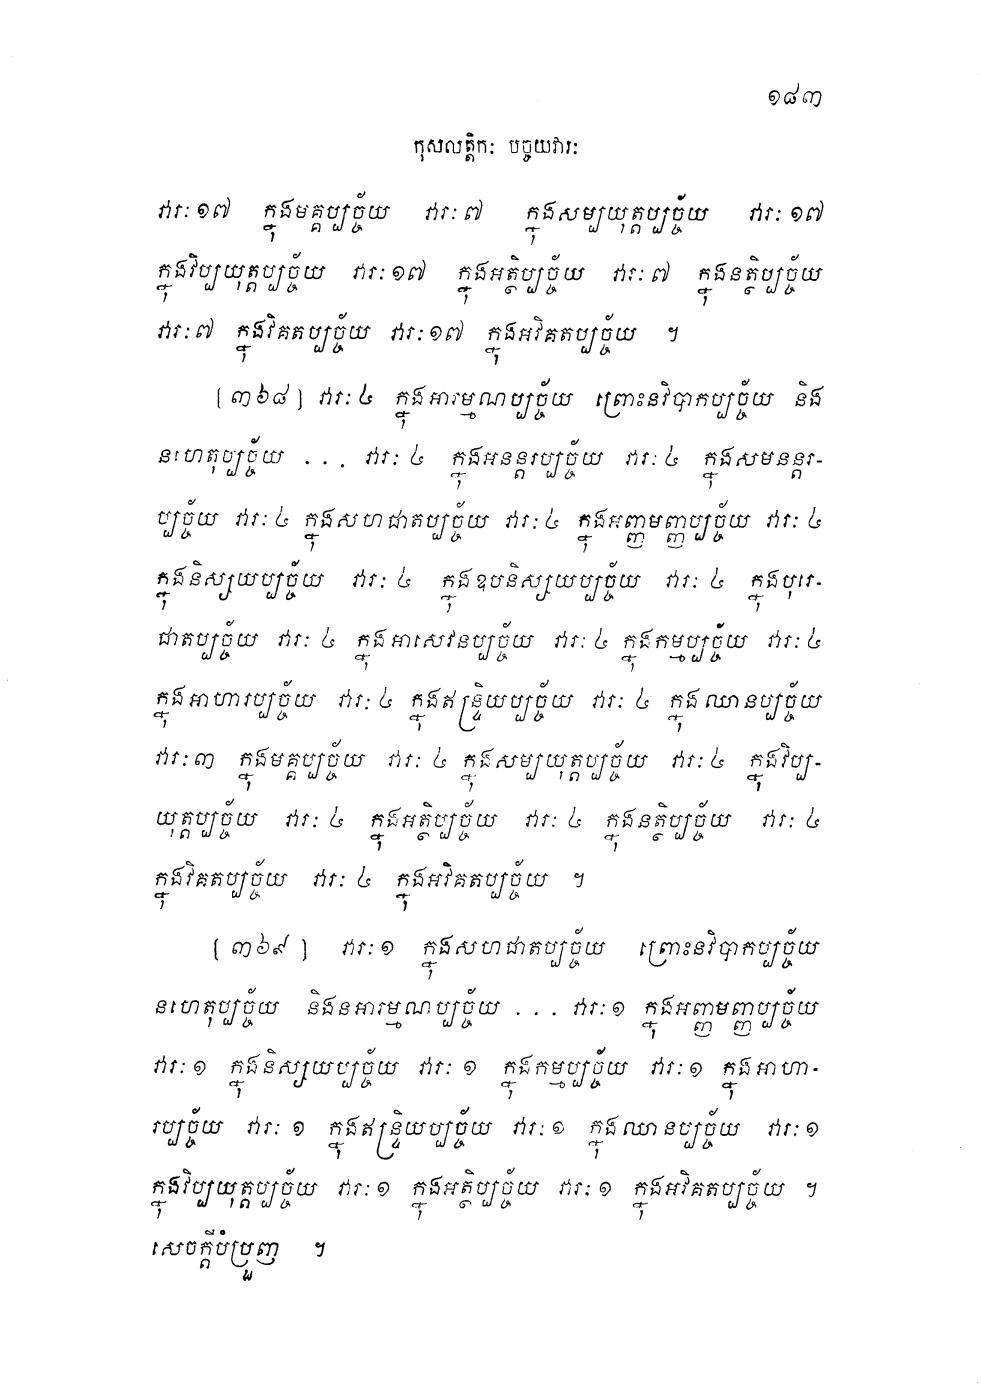 ១៨៣
កុសលត្តិកៈ បច្ចយវារៈ
វារៈ១៧ ក្នុងមគ្គប្បច្ច័យ វារៈ៧ ក្នុងសម្បយុត្តប្បច្ច័យ វារៈ១៧
ក្នុងវិប្បយុត្តប្បច្ច័យ វារៈ១៧ ក្នុងអត្ថិប្បច្ច័យ វារៈ៧ ក្នុងនត្ថិប្បច្ច័យ
វារៈ៧ ក្នុងវិគតប្បច្ច័យ វារៈ១៧ ក្នុងអវិគតប្បច្ច័យ ។
[៣៦៨] វារៈ៤ ក្នុងអារម្មណប្បច្ច័យ ព្រោះនវិបាកប្បច្ច័យ និង
នហេតុប្បច្ច័យ ... វារៈ៤ ក្នុងអនន្តរប្បច្ច័យ វារៈ៤ ក្នុងសមនន្តរ-
ប្បច្ច័យ វារៈ៤ ក្នុងសហជាតប្បច្ច័យ វារៈ៤ ក្នុងអញ្ញមញ្ញប្បច្ច័យ វារៈ៤
ក្នុងនិស្សយប្បច្ច័យ វារៈ៤ ក្នុងឧបនិស្សយប្បច្ច័យ វារៈ៤ ក្នុងបុរេ-
ជាតប្បច្ច័យ វារៈ៤ ក្នុងអាសេវនប្បច្ច័យ វារៈ៤ ក្នុងកម្មប្បច្ច័យ វារៈ៤
ក្នុងអាហារប្បច្ច័យ វារៈ៤ ក្នុងឥន្ទ្រិយប្បច្ច័យ វារៈ៤ ក្នុងឈានប្បច្ច័យ
វារៈ៣ ក្នុងមគ្គប្បច្ច័យ វារៈ៤ ក្នុងសម្បយុត្តប្បច្ច័យ វារៈ៤ ក្នុងវិប្ប-
យុត្តប្បច្ច័យ វារៈ៤ ក្នុងអត្ថិប្បច្ច័យ វារៈ៤ ក្នុងនត្ថិប្បច្ច័យ វារៈ៤
ក្នុងវិគតប្បច្ច័យ វារៈ៤ ក្នុងអវិគតប្បច្ច័យ ។
[៣៦៩] វារៈ១ ក្នុងសហជាតប្បច្ច័យ ព្រោះនវិបាកប្បច្ច័យ
នហេតុប្បច្ច័យ និងនអារម្មណប្បច្ច័យ ... វារៈ១ ក្នុងអញ្ញមញ្ញប្បច្ច័យ
វារៈ១ ក្នុងនិស្សយប្បច្ច័យ វារៈ១ ក្នុងកម្មប្បច្ច័យ វារៈ១ ក្នុងអាហា-
រប្បច្ច័យ វារៈ១ ក្នុងឥន្ទ្រិយប្បច្ច័យ វារៈ១ ក្នុងឈានប្បច្ច័យ វារៈ១
ក្នុងវិប្បយុត្តប្បច្ច័យ វារៈ១ ក្នុងអត្ថិប្បច្ច័យ វារៈ១ ក្នុងអវិគតប្បច្ច័យ ។
សេចក្តីបំប្រួញ ។